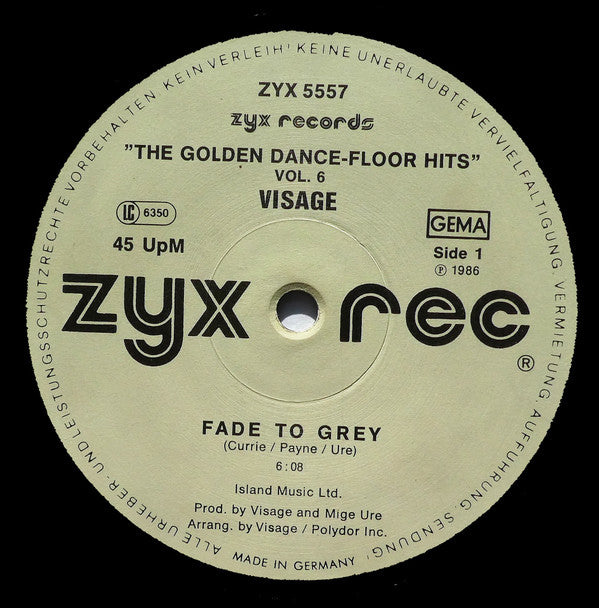 ALLE URHEBER- UND LEISTUNGSSCHUTZRECHTE VORBEHALTEN KEIN VERLEIH! KEINE UNERLAUBTE VERVIELFALTIGUNG, VERMIETUNG, AUFFUHRUNG, SENDUNG!
ZYX 5557
zyx records
"THE GOLDEN DANCE-FLOOR HITS"
VOL. 6
VISAGE
LC 6350
GEMA
45 UpM
Side 1
℗ 1986
zyx rec
®
FADE TO GREY
(Currie / Payne / Ure)
6:08
Island Music Ltd.
Prod. by Visage and Mige Ure
Arrang. by Visage / Polydor Inc.
MADE IN GERMANY